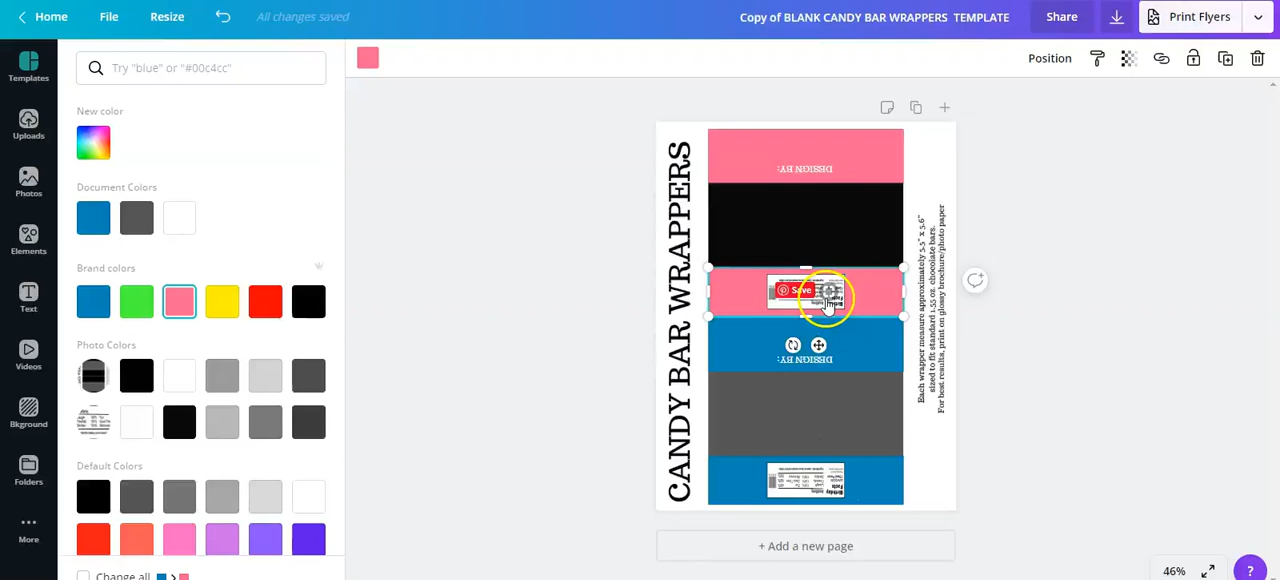 Home
File
Resize
All changes saved
Copy of BLANK CANDY BAR WRAPPERS TEMPLATE
Share
Print Flyers
Templates
Uploads
Photos
Elements
Text
Videos
Bkground
Folders
More
Try "blue" or "#00c4cc"
New color
Document Colors
Brand colors
Photo Colors
Default Colors
Change all
Position
CANDY BAR WRAPPERS
DESIGN BY:
Save
DESIGN BY:
Birthday
Facts
Each wrapper measure approximately 5.5" x 5.6"
sized to fit standard 1.55 oz. chocolate bars.
For best results, print on glossy brochure/photo paper
+ Add a new page
46%
?